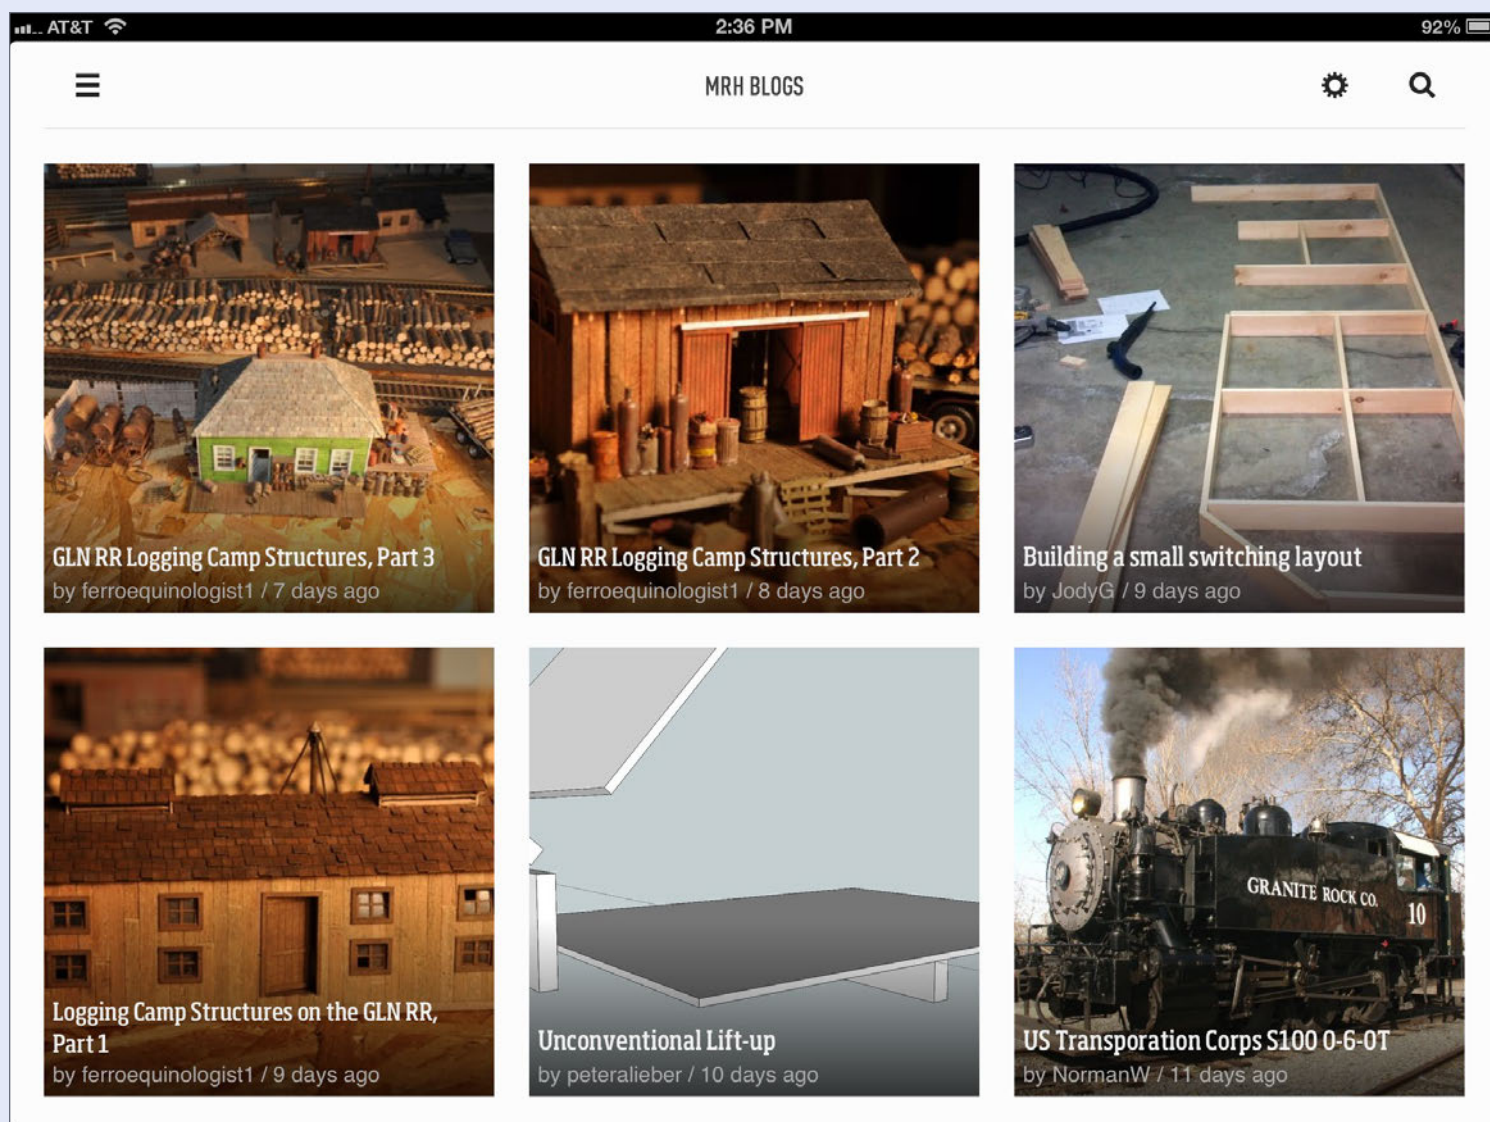 AT&T
2:36 PM
92%
MRH BLOGS
GLN RR Logging Camp Structures, Part 3
by ferroequinologist1 / 7 days ago
GLN RR Logging Camp Structures, Part 2
by ferroequinologist1 / 8 days ago
Building a small switching layout
by JodyG / 9 days ago
Logging Camp Structures on the GLN RR,
Part 1
by ferroequinologist1 / 9 days ago
Unconventional Lift-up
by peteralieber / 10 days ago
GRANITE ROCK CO.
10
US Transporation Corps S100 0-6-0T
by NormanW / 11 days ago